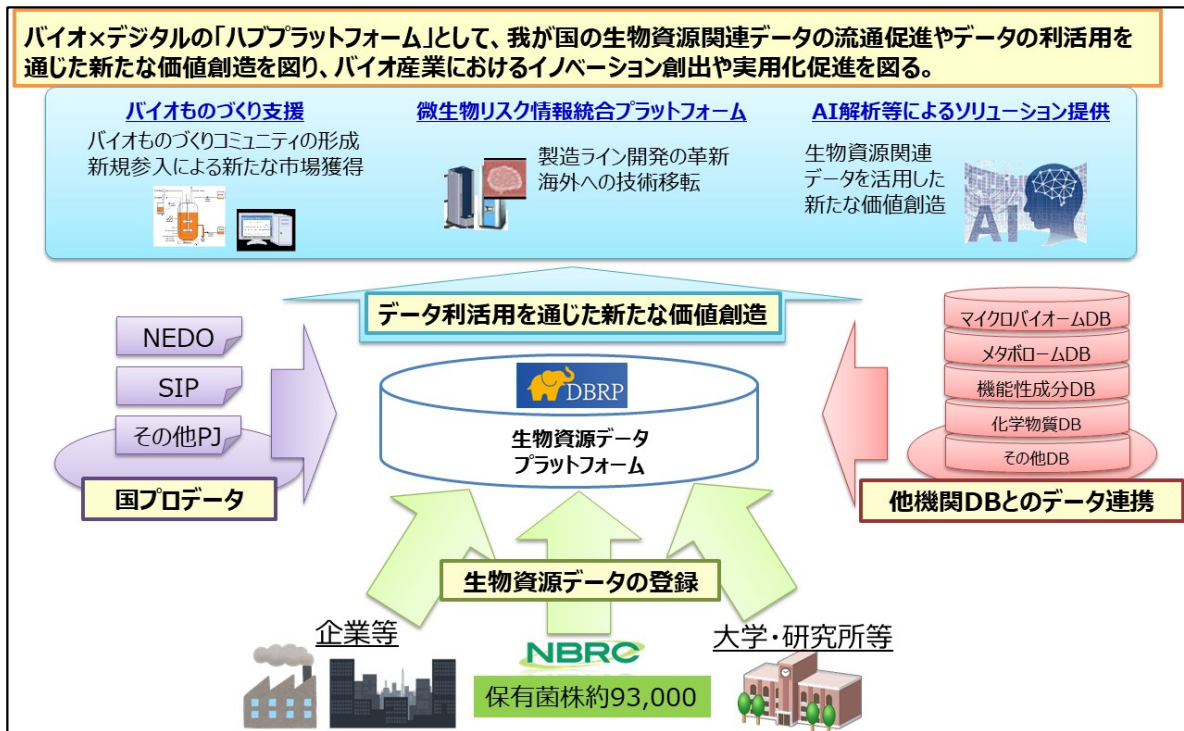 バイオ×デジタルの「ハブプラットフォーム」として、我が国の生物資源関連データの流通促進やデータの利活用を
通じた新たな価値創造を図り、バイオ産業におけるイノベーション創出や実用化促進を図る。
バイオものづくり支援
バイオものづくりコミュニティの形成
新規参入による新たな市場獲得
微生物リスク情報統合プラットフォーム
製造ライン開発の革新
海外への技術移転
AI解析等によるソリューション提供
生物資源関連
データを活用した
新たな価値創造
AI
データ利活用を通じた新たな価値創造
NEDO
SIP
その他PJ
国プロデータ
DBRP
生物資源データ
プラットフォーム
マイクロバイオームDB
メタボロームDB
機能性成分DB
化学物質DB
その他DB
他機関DBとのデータ連携
生物資源データの登録
企業等
NBRC
保有菌株約93,000
大学・研究所等